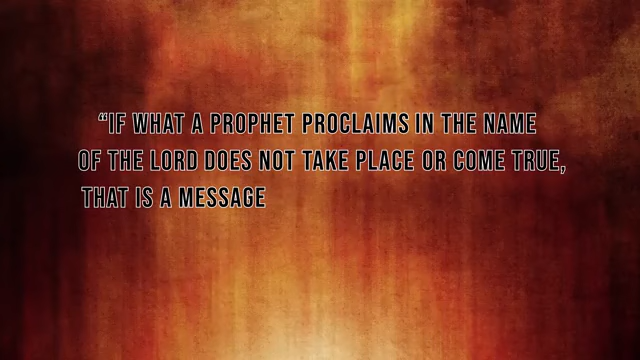 “IF WHAT A PROPHET PROCLAIMS IN THE NAME
OF THE LORD DOES NOT TAKE PLACE OR COME TRUE,
THAT IS A MESSAGE